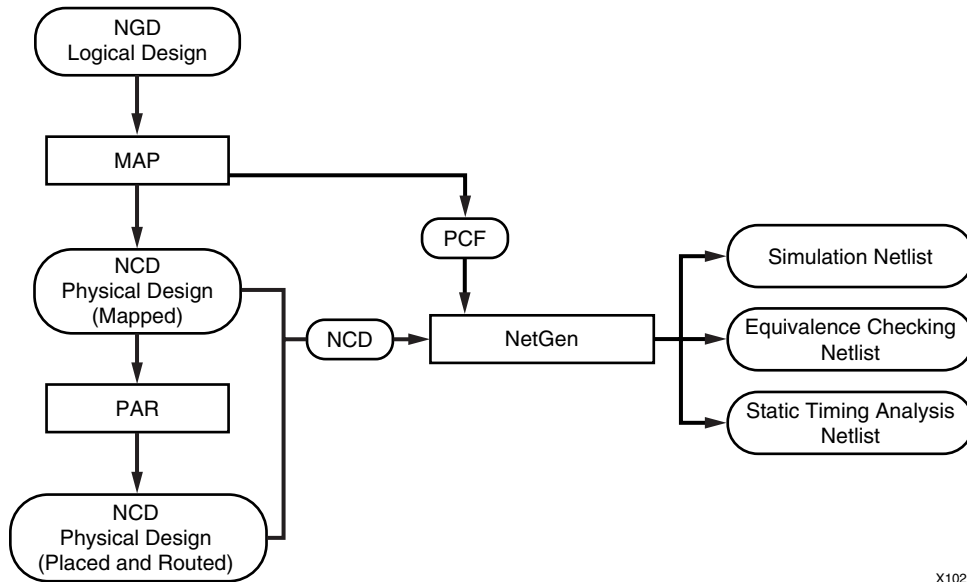 NGD
Logical Design
MAP
PCF
NCD
Physical Design
(Mapped)
NCD
NetGen
Simulation Netlist
Equivalence Checking
Netlist
Static Timing Analysis
Netlist
PAR
NCD
Physical Design
(Placed and Routed)